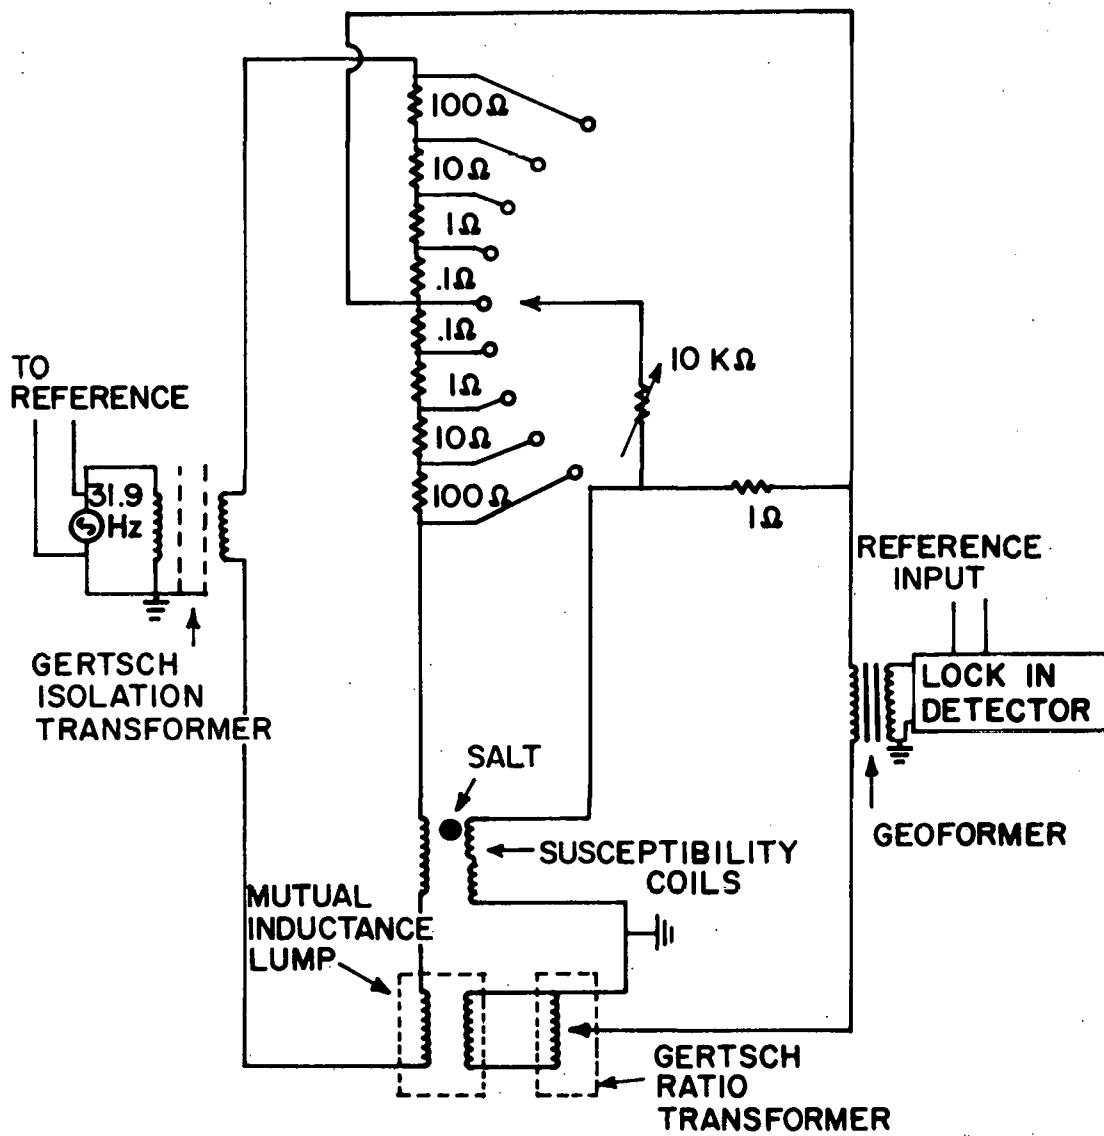 100Ω
10Ω
1Ω
.1Ω
.1Ω
1Ω
10Ω
100Ω
10 KΩ
1Ω
TO
REFERENCE
31.9
Hz
GERTSCH
ISOLATION
TRANSFORMER
REFERENCE
INPUT
LOCK IN
DETECTOR
GEOFORMER
SALT
SUSCEPTIBILITY
COILS
MUTUAL
INDUCTANCE
LUMP
GERTSCH
RATIO
TRANSFORMER